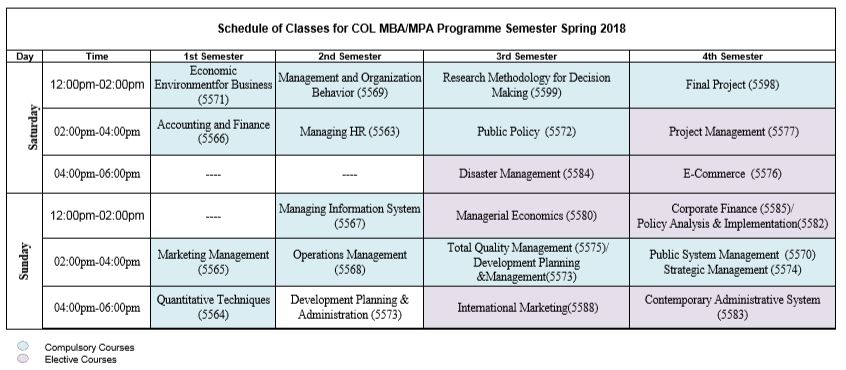 Schedule of Classes for COL MBA/MPA Programme Semester Spring 2018
Day Time 1st Semester 2nd Semester 3rd Semester 4th Semester
Saturday
12:00pm-02:00pm
Economic
Environmentfor Business
(5571)
Management and Organization
Behavior (5569)
Research Methodology for Decision
Making (5599)
Final Project (5598)
02:00pm-04:00pm
Accounting and Finance
(5566)
Managing HR (5563)
Public Policy (5572)
Project Management (5577)
04:00pm-06:00pm
----
----
Disaster Management (5584)
E-Commerce (5576)
Sunday
12:00pm-02:00pm
----
Managing Information System
(5567)
Managerial Economics (5580)
Corporate Finance (5585)/
Policy Analysis & Implementation(5582)
02:00pm-04:00pm
Marketing Management
(5565)
Operations Management
(5568)
Total Quality Management (5575)/
Development Planning
&Management(5573)
Public System Management (5570)
Strategic Management (5574)
04:00pm-06:00pm
Quantitative Techniques
(5564)
Development Planning &
Administration (5573)
International Marketing(5588)
Contemporary Administrative System
(5583)
Compulsory Courses
Elective Courses